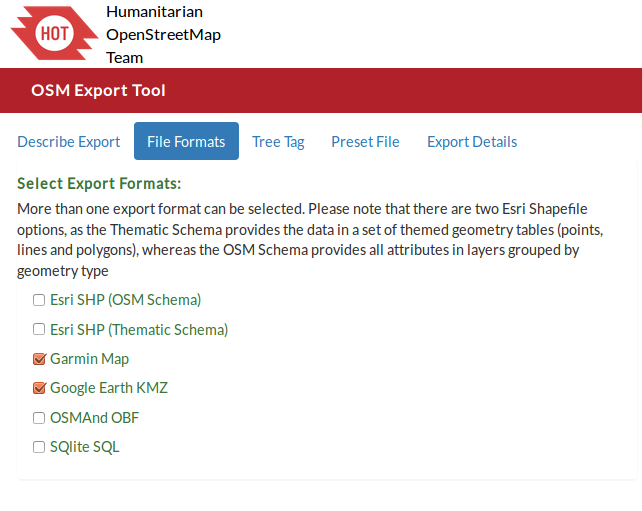 HOT
Humanitarian
OpenStreetMap
Team
OSM Export Tool
Describe Export File Formats Tree Tag Preset File Export Details
Select Export Formats:
More than one export format can be selected. Please note that there are two Esri Shapefile
options, as the Thematic Schema provides the data in a set of themed geometry tables (points,
lines and polygons), whereas the OSM Schema provides all attributes in layers grouped by
geometry type
Esri SHP (OSM Schema)
Esri SHP (Thematic Schema)
Garmin Map
Google Earth KMZ
OSMAnd OBF
SQlite SQL